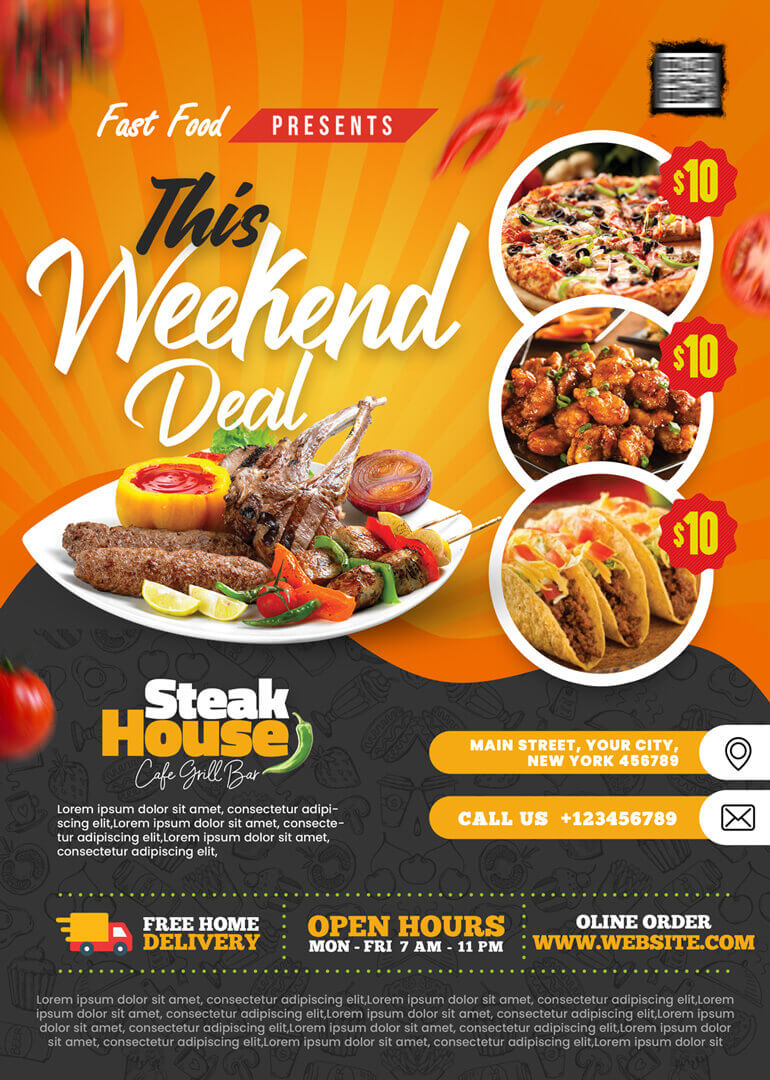 Fast Food PRESENTS
This
Weekend
Deal
$10
$10
$10
Steak
House
Cafe Grill Bar
Lorem ipsum dolor sit amet, consectetur adipi-
scing elit,Lorem ipsum dolor sit amet, consecte-
tur adipiscing elit,Lorem ipsum dolor sit amet,
consectetur adipiscing elit,
MAIN STREET, YOUR CITY,
NEW YORK 456789
CALL US +123456789
FREE HOME
DELIVERY
OPEN HOURS
MON - FRI 7 AM - 11 PM
OLINE ORDER
WWW.WEBSITE.COM
Lorem ipsum dolor sit amet, consectetur adipiscing elit,Lorem ipsum dolor sit amet, consectetur adipiscing elit,Lorem
ipsum dolor sit amet, consectetur adipiscing elit,Lorem ipsum dolor sit amet, consectetur adipiscing elit,Lorem ipsum
dolor sit amet, consectetur adipiscing elit,Lorem ipsum dolor sit amet, consectetur adipiscing elit,Lorem ipsum dolor
sit amet, consectetur adipiscing elit,Lorem ipsum dolor sit amet, consectetur adipiscing elit,Lorem ipsum dolor sit amet